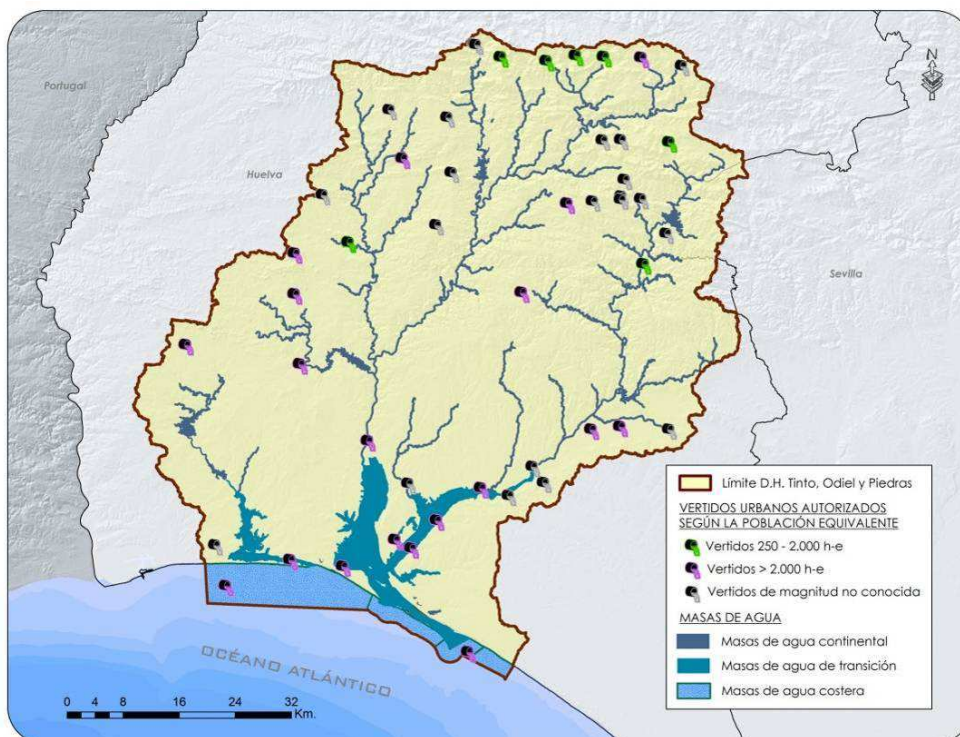 Portugal
N
Huelva
Sevilla
Límite D.H. Tinto, Odiel y Piedras
VERTIDOS URBANOS AUTORIZADOS
SEGÚN LA POBLACIÓN EQUIVALENTE
Vertidos 250 - 2.000 h-e
Vertidos > 2.000 h-e
Vertidos de magnitud no conocida
MASAS DE AGUA
Masas de agua continental
Masas de agua de transición
Masas de agua costera
OCÉANO ATLÁNTICO
0 4 8 16 24 32
Km.